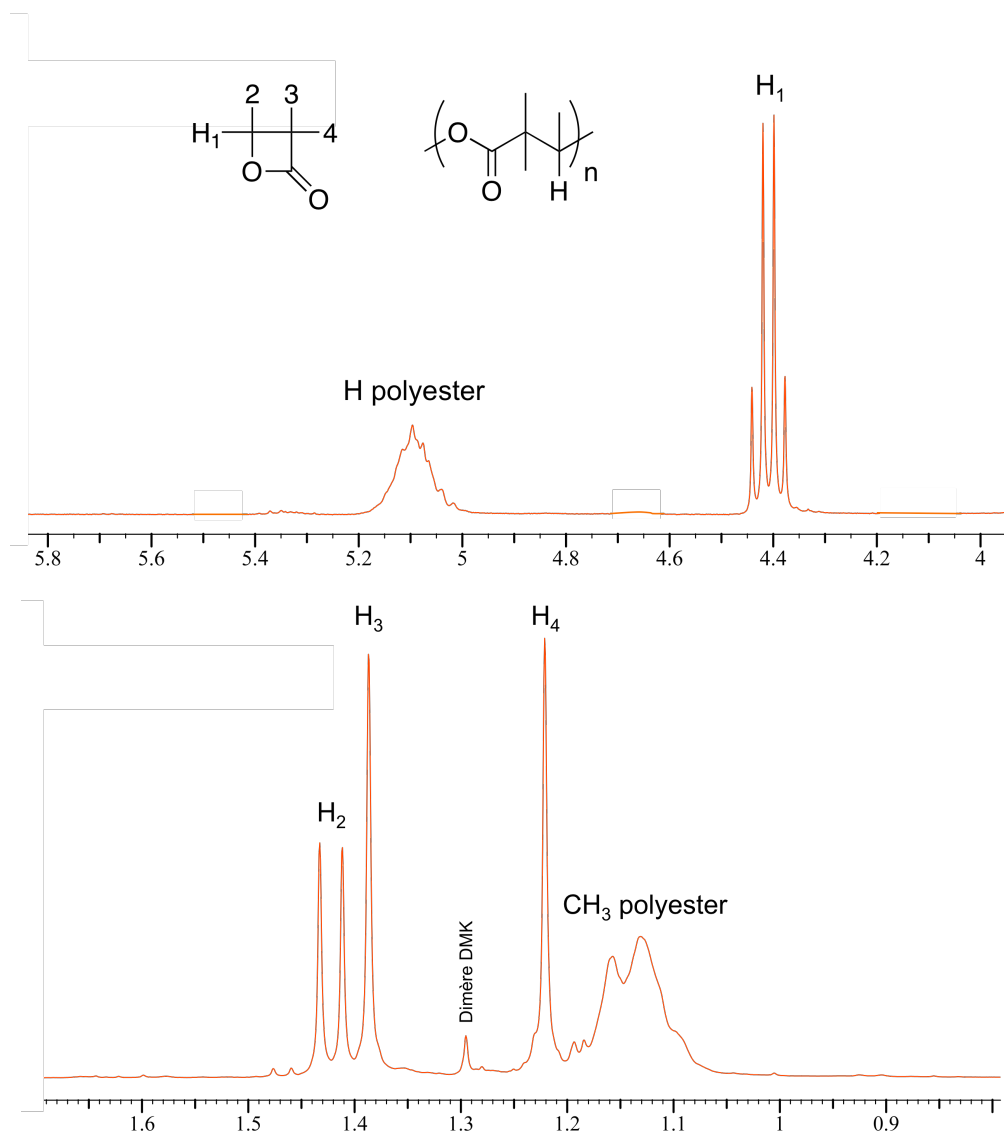 H1
2 3
H1 4
O
O
O
O
H
n
H polyester
5.8 5.6 5.4 5.2 5 4.8 4.6 4.4 4.2 4
H3
H4
H2
CH3 polyester
Dimère DMK
1.6 1.5 1.4 1.3 1.2 1.1 0.9